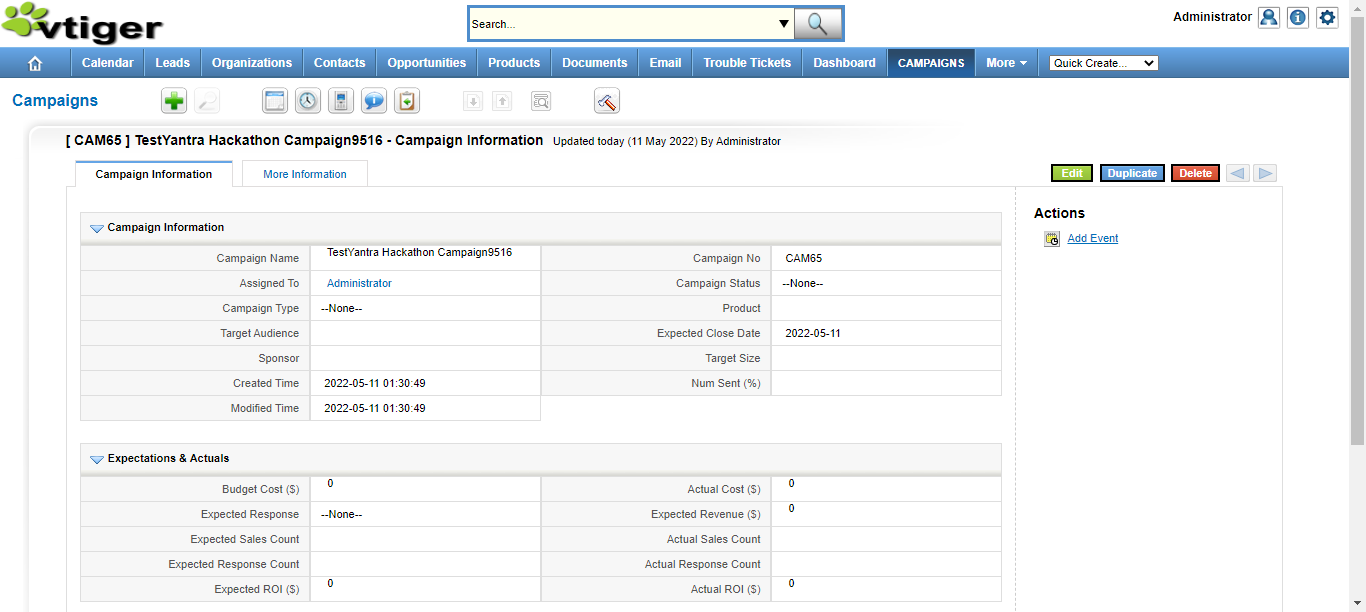 vtiger
Search...
Administrator
Calendar Leads Organizations Contacts Opportunities Products Documents Email Trouble Tickets Dashboard CAMPAIGNS More Quick Create...
Campaigns
[ CAM65 ] TestYantra Hackathon Campaign9516 - Campaign Information Updated today (11 May 2022) By Administrator
Campaign Information More Information Edit Duplicate Delete
Actions
Add Event
Campaign Information
Campaign Name TestYantra Hackathon Campaign9516 Campaign No CAM65
Assigned To Administrator Campaign Status --None--
Campaign Type --None-- Product
Target Audience Expected Close Date 2022-05-11
Sponsor Target Size
Created Time 2022-05-11 01:30:49 Num Sent (%)
Modified Time 2022-05-11 01:30:49
Expectations & Actuals
Budget Cost ($) 0 Actual Cost ($) 0
Expected Response --None-- Expected Revenue ($) 0
Expected Sales Count Actual Sales Count
Expected Response Count Actual Response Count
Expected ROI ($) 0 Actual ROI ($) 0